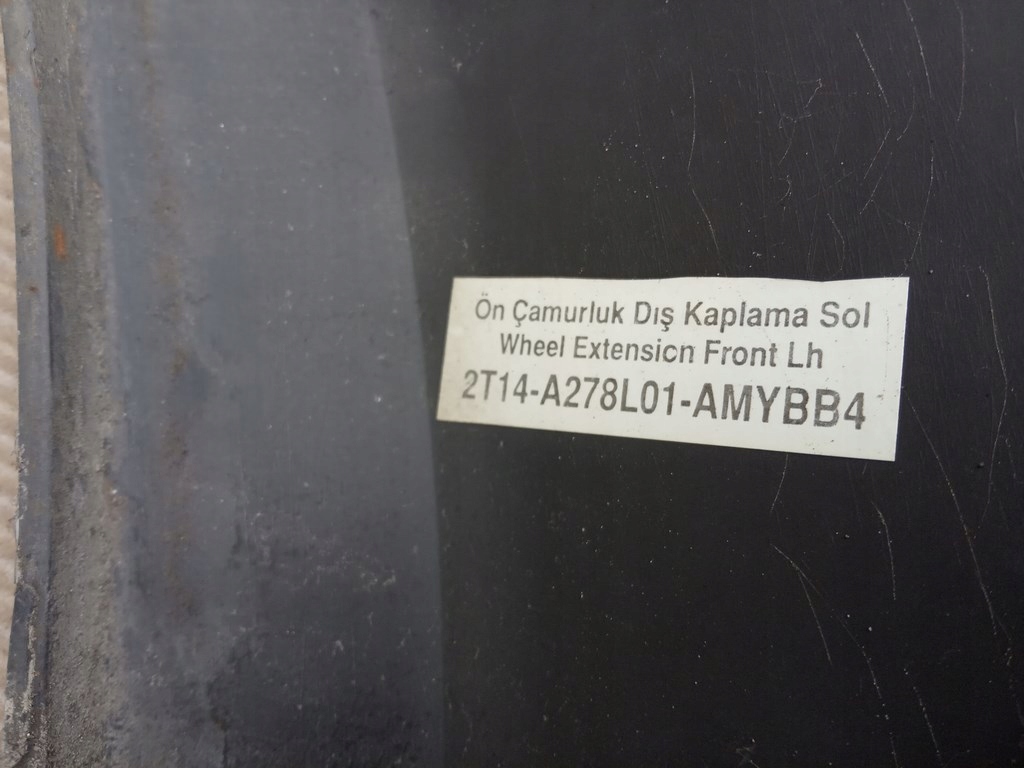 Ön Çamurluk Dış Kaplama Sol
Wheel Extensicn Front Lh
2T14-A278L01-AMYBB4